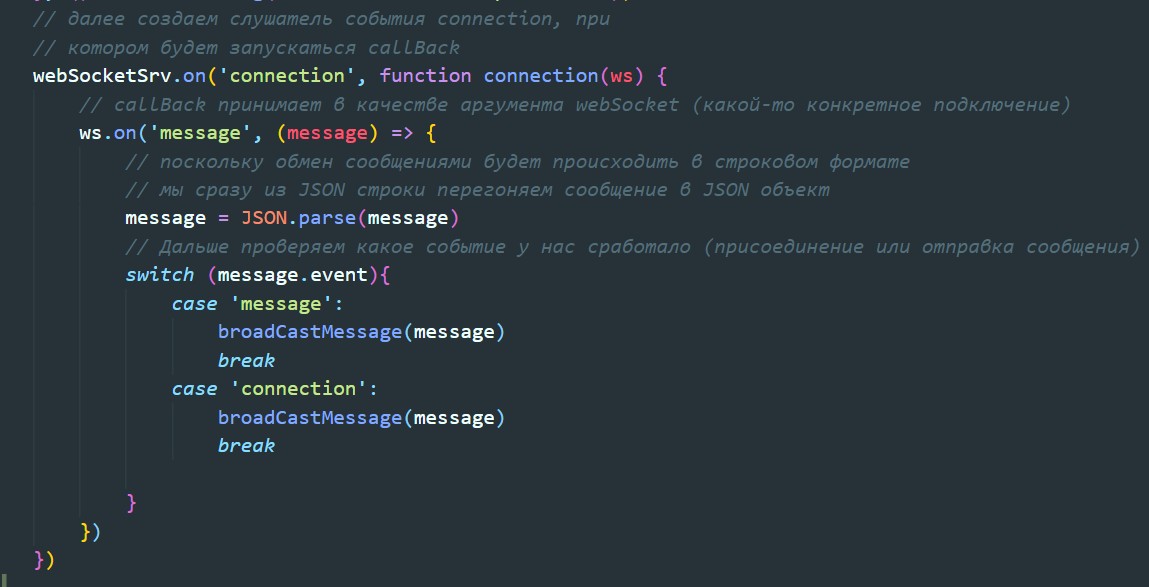 // далее создаем слушатель события connection, при
// котором будет запускаться callBack
webSocketSrv.on('connection', function connection(ws) {
// callBack принимает в качестве аргумента webSocket (какой-то конкретное подключение)
ws.on('message', (message) => {
// поскольку обмен сообщениями будет происходить в строковом формате
// мы сразу из JSON строки перегоняем сообщение в JSON объект
message = JSON.parse(message)
// Дальше проверяем какое событие у нас сработало (присоединение или отправка сообщения)
switch (message.event){
case 'message':
broadCastMessage(message)
break
case 'connection':
broadCastMessage(message)
break
}
})
})